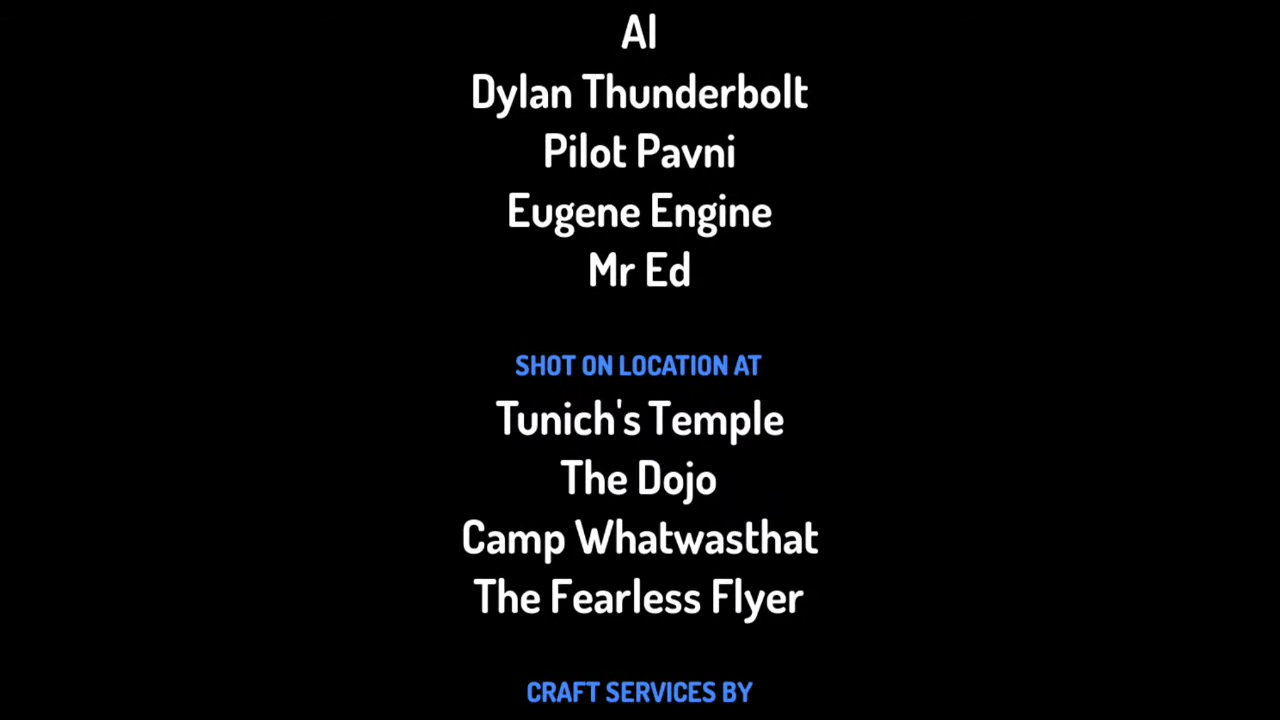 Al
Dylan Thunderbolt
Pilot Pavni
Eugene Engine
Mr Ed
SHOT ON LOCATION AT
Tunich's Temple
The Dojo
Camp Whatwasthat
The Fearless Flyer
CRAFT SERVICES BY